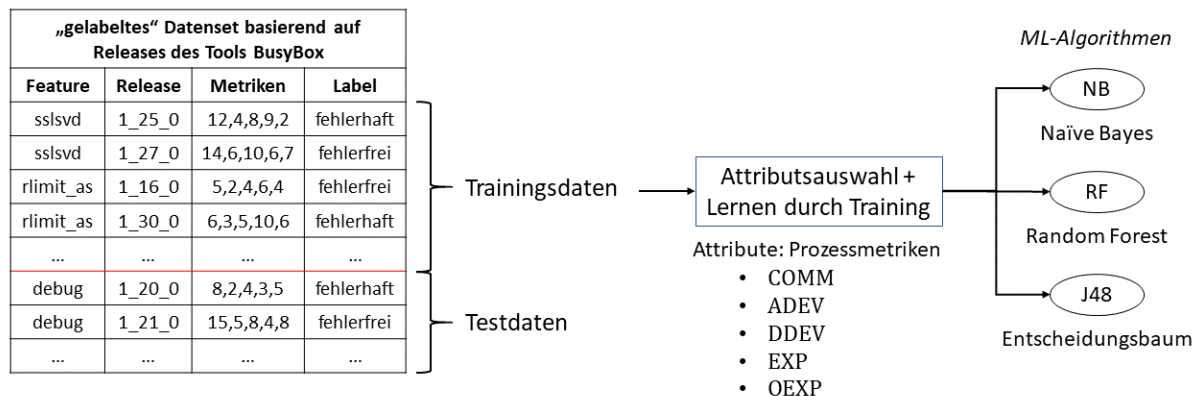 „gelabeltes“ Datenset basierend auf
Releases des Tools BusyBox
Feature Release Metriken Label
sslsvd 1_25_0 12,4,8,9,2 fehlerhaft
sslsvd 1_27_0 14,6,10,6,7 fehlerfrei
rlimit_as 1_16_0 5,2,4,6,4 fehlerfrei
rlimit_as 1_30_0 6,3,5,10,6 fehlerhaft
... ... ... ...
debug 1_20_0 8,2,4,3,5 fehlerhaft
debug 1_21_0 15,5,8,4,8 fehlerfrei
... ... ... ...
Trainingsdaten
Testdaten
Attributsauswahl +
Lernen durch Training
Attribute: Prozessmetriken
• COMM
• ADEV
• DDEV
• EXP
• OEXP
ML-Algorithmen
NB
Naïve Bayes
RF
Random Forest
J48
Entscheidungsbaum